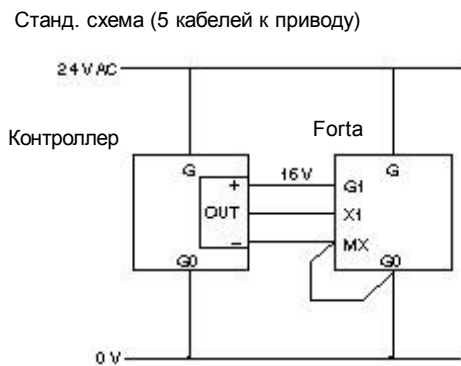 Станд. схема (5 кабелей к приводу)
24 V AC
Контроллер
Forta
G
G
+
16 V
G1
OUT
X1
−
MX
G0
G0
0 V